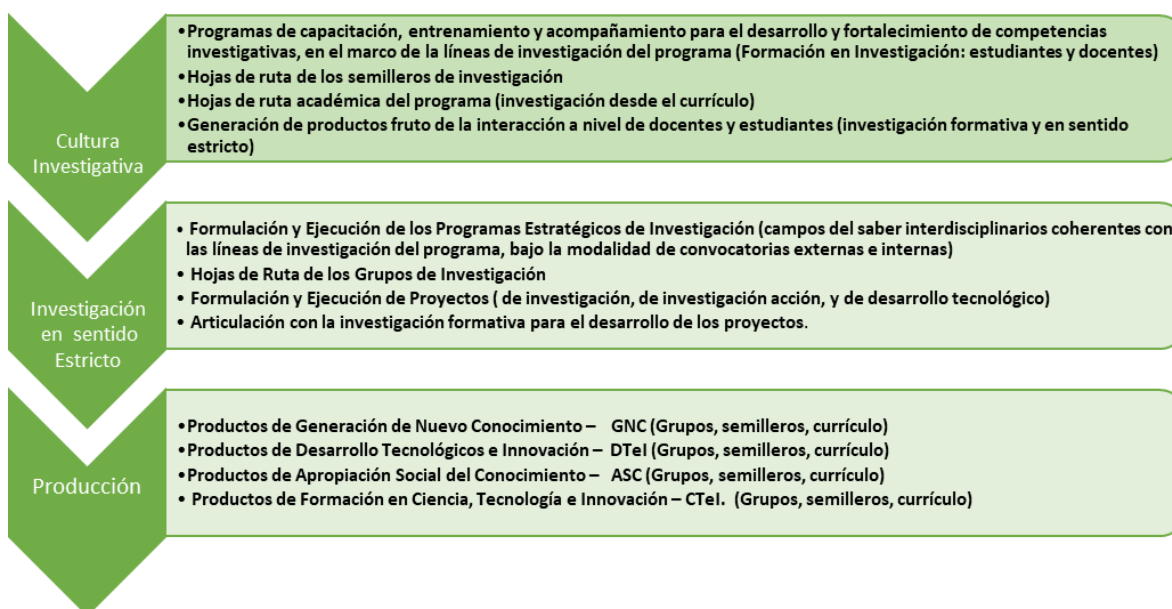 Cultura
Investigativa
•Programas de capacitación, entrenamiento y acompañamiento para el desarrollo y fortalecimiento de competencias
investigativas, en el marco de la líneas de investigación del programa (Formación en Investigación: estudiantes y docentes)
•Hojas de ruta de los semilleros de investigación
•Hojas de ruta académica del programa (investigación desde el currículo)
•Generación de productos fruto de la interacción a nivel de docentes y estudiantes (investigación formativa y en sentido
estricto)
Investigación
en sentido
Estricto
• Formulación y Ejecución de los Programas Estratégicos de Investigación (campos del saber interdisciplinarios coherentes con
las líneas de investigación del programa, bajo la modalidad de convocatorias externas e internas)
• Hojas de Ruta de los Grupos de Investigación
• Formulación y Ejecución de Proyectos ( de investigación, de investigación acción, y de desarrollo tecnológico)
• Articulación con la investigación formativa para el desarrollo de los proyectos.
Producción
•Productos de Generación de Nuevo Conocimiento – GNC (Grupos, semilleros, currículo)
•Productos de Desarrollo Tecnológicos e Innovación – DTeI (Grupos, semilleros, currículo)
•Productos de Apropiación Social del Conocimiento – ASC (Grupos, semilleros, currículo)
• Productos de Formación en Ciencia, Tecnología e Innovación – CTeI. (Grupos, semilleros, currículo)